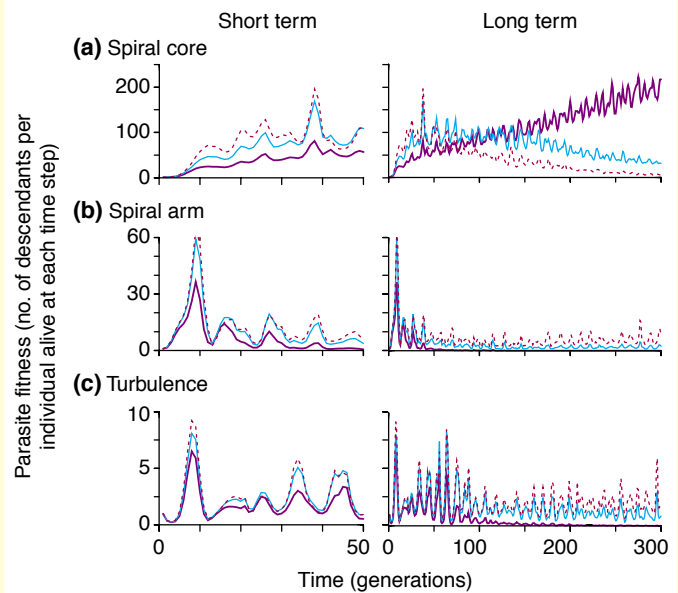 Short term
Long term
(a) Spiral core
200
100
0
(b) Spiral arm
60
30
0
(c) Turbulence
10
5
0
0
50
0
100
200
300
Time (generations)
Parasite fitness (no. of descendants per
individual alive at each time step)